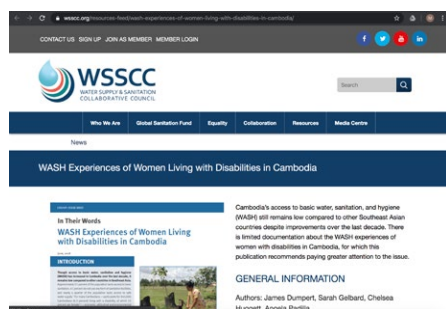 wsscc.org/resources-feed/wash-experiences-of-women-living-with-disabilities-in-cambodia/
CONTACT US SIGN UP JOIN AS MEMBER MEMBER LOGIN
WSSCC
WATER SUPPLY & SANITATION
COLLABORATIVE COUNCIL
Search
Who We Are Global Sanitation Fund Equality Collaboration Resources Media Centre
News
WASH Experiences of Women Living with Disabilities in Cambodia
In Their Words
WASH Experiences of Women Living
with Disabilities in Cambodia
INTRODUCTION
Cambodia's access to basic water, sanitation, and hygiene
(WASH) still remains low compared to other Southeast Asian
countries despite improvements over the last decade. There
is limited documentation about the WASH experiences of
women with disabilities in Cambodia, for which this
publication recommends paying greater attention to the issue.
GENERAL INFORMATION
Authors: James Dumpert, Sarah Gelbard, Chelsea
Huggett, Angela Padilla